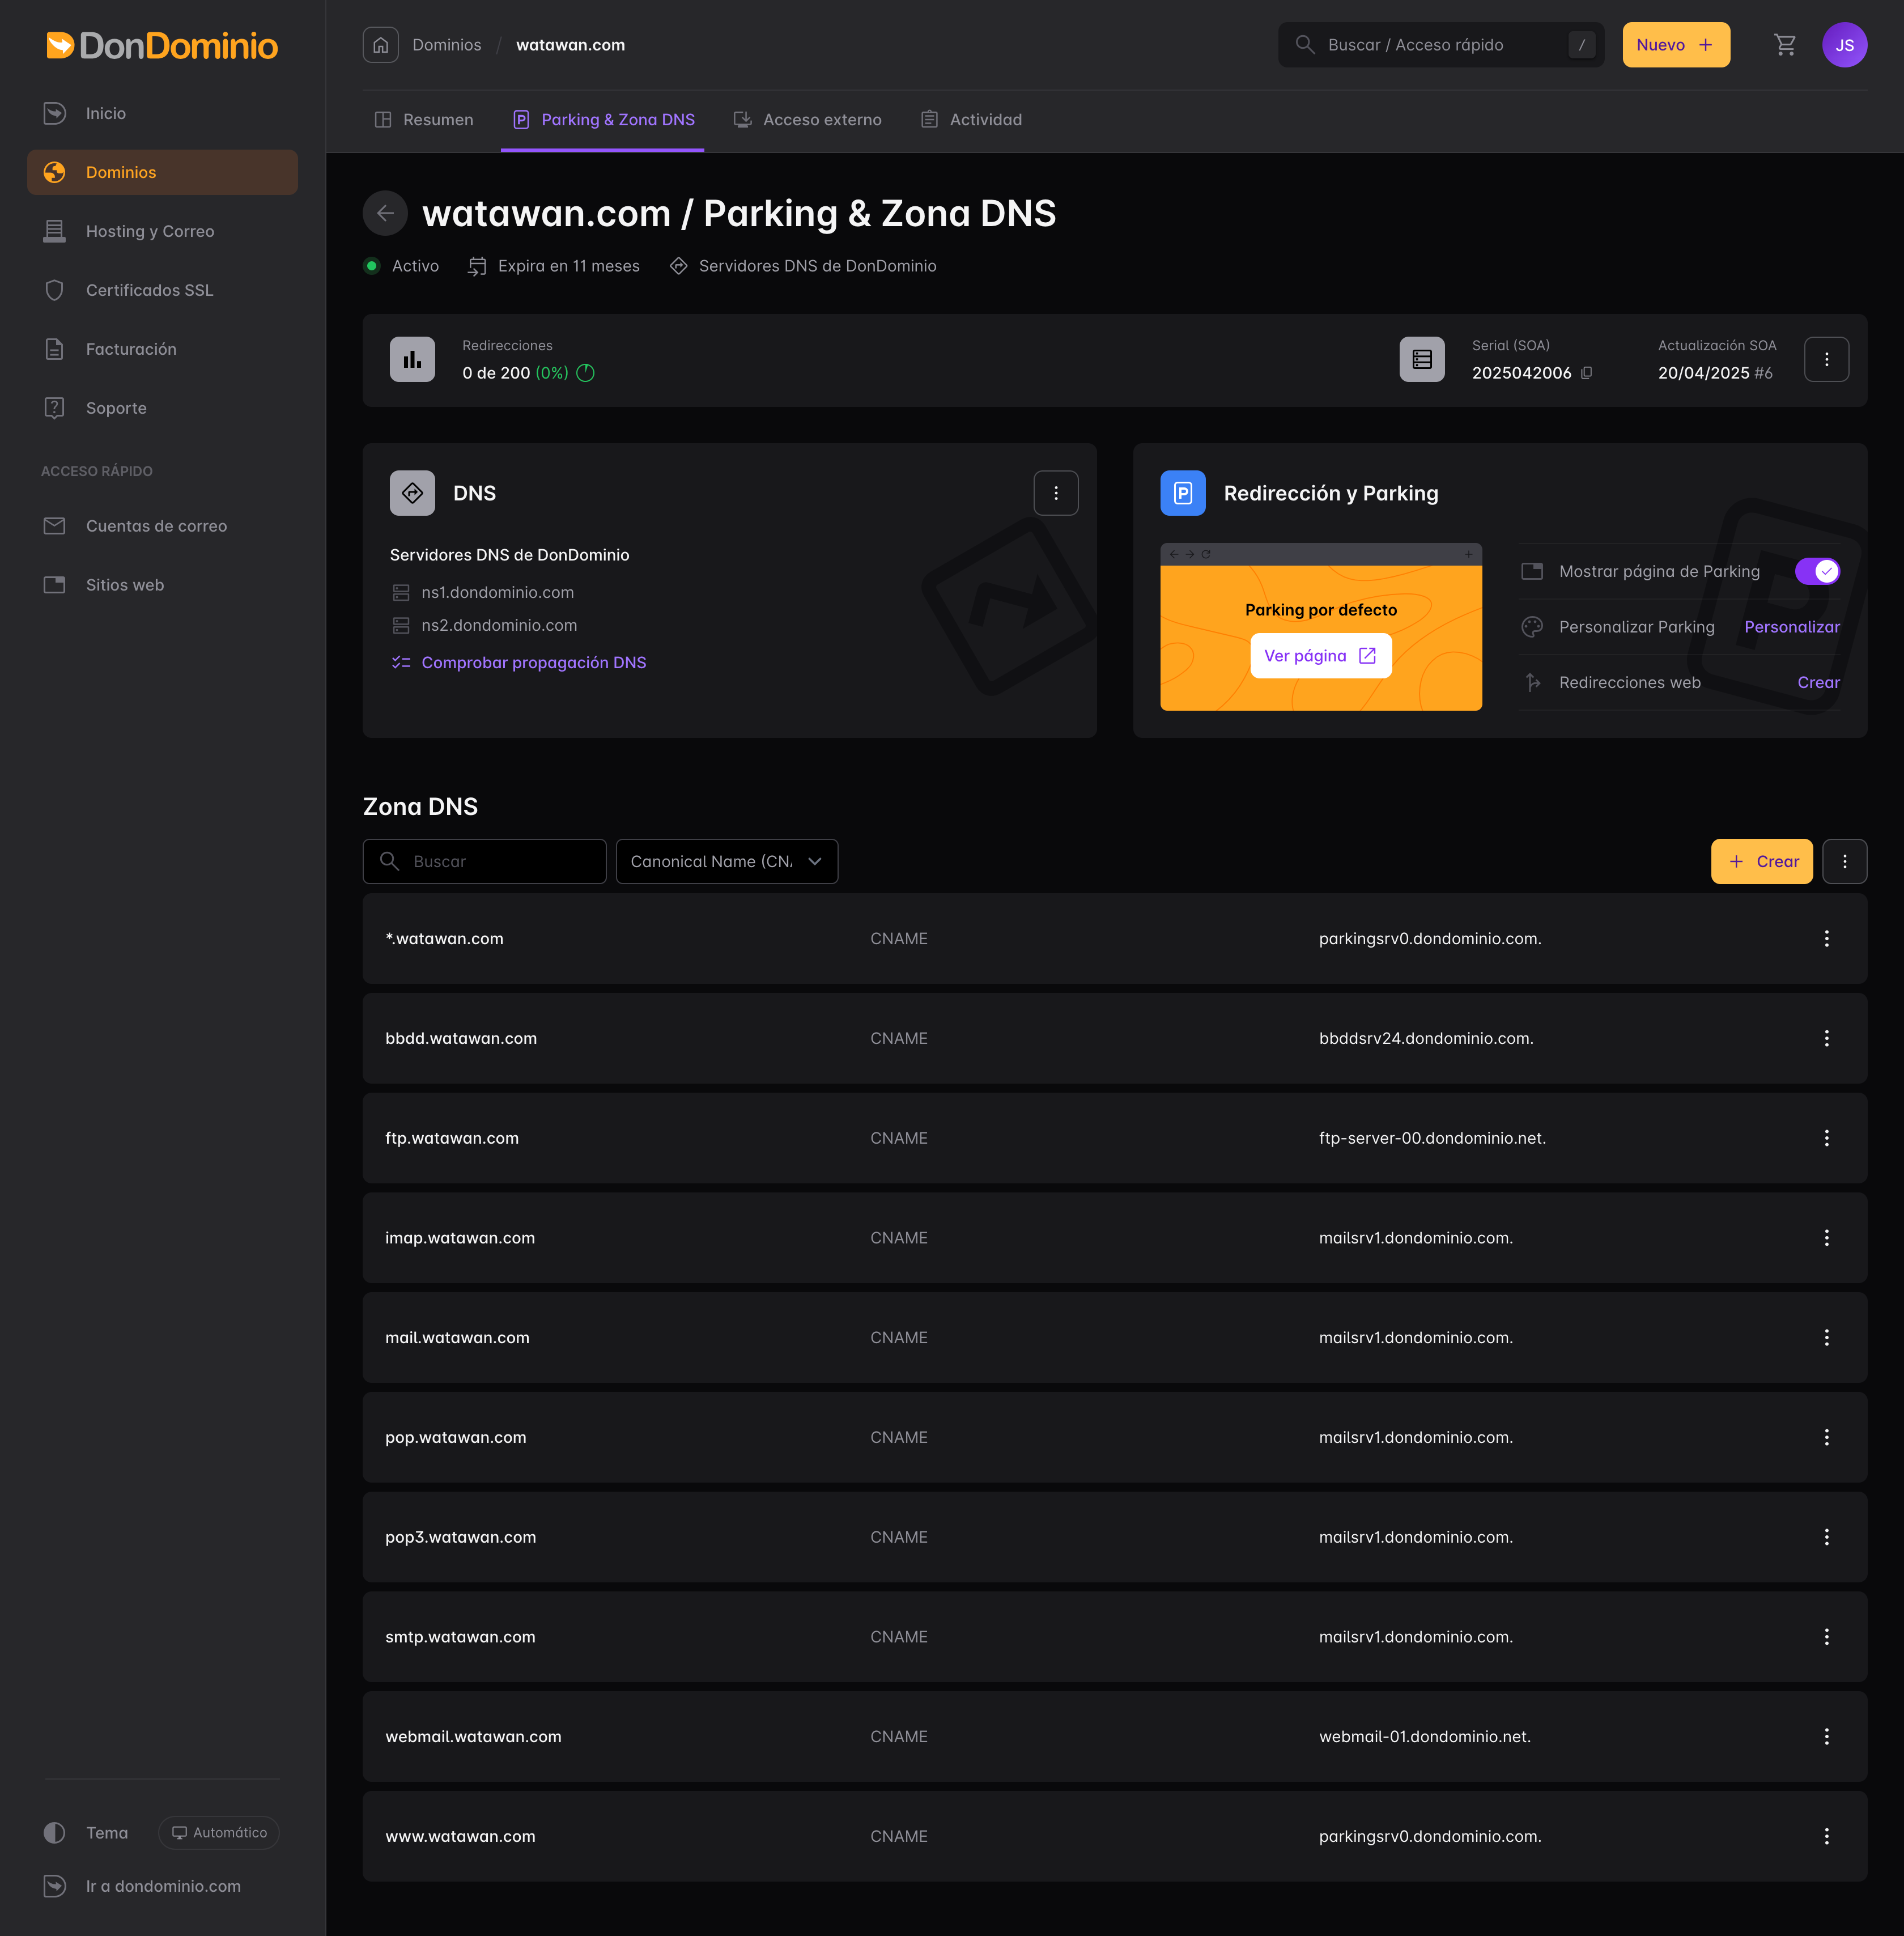 DonDominio
Inicio
Dominios
Hosting y Correo
Certificados SSL
Facturación
Soporte
ACCESO RÁPIDO
Cuentas de correo
Sitios web
Tema
Automático
Ir a dondominio.com
Dominios / watawan.com
Buscar / Acceso rápido /
Nuevo +
JS
Resumen
Parking & Zona DNS
Acceso externo
Actividad
watawan.com / Parking & Zona DNS
Activo
Expira en 11 meses
Servidores DNS de DonDominio
Redirecciones
0 de 200 (0%)
Serial (SOA)
2025042006
Actualización SOA
20/04/2025 #6
DNS
Servidores DNS de DonDominio
ns1.dondominio.com
ns2.dondominio.com
Comprobar propagación DNS
Redirección y Parking
Parking por defecto
Ver página
Mostrar página de Parking
Personalizar Parking Personalizar
Redirecciones web Crear
Zona DNS
Buscar
Canonical Name (CNA
+ Crear
*.watawan.com CNAME parkingsrv0.dondominio.com.
bbdd.watawan.com CNAME bbddsrv24.dondominio.com.
ftp.watawan.com CNAME ftp-server-00.dondominio.net.
imap.watawan.com CNAME mailsrv1.dondominio.com.
mail.watawan.com CNAME mailsrv1.dondominio.com.
pop.watawan.com CNAME mailsrv1.dondominio.com.
pop3.watawan.com CNAME mailsrv1.dondominio.com.
smtp.watawan.com CNAME mailsrv1.dondominio.com.
webmail.watawan.com CNAME webmail-01.dondominio.net.
www.watawan.com CNAME parkingsrv0.dondominio.com.